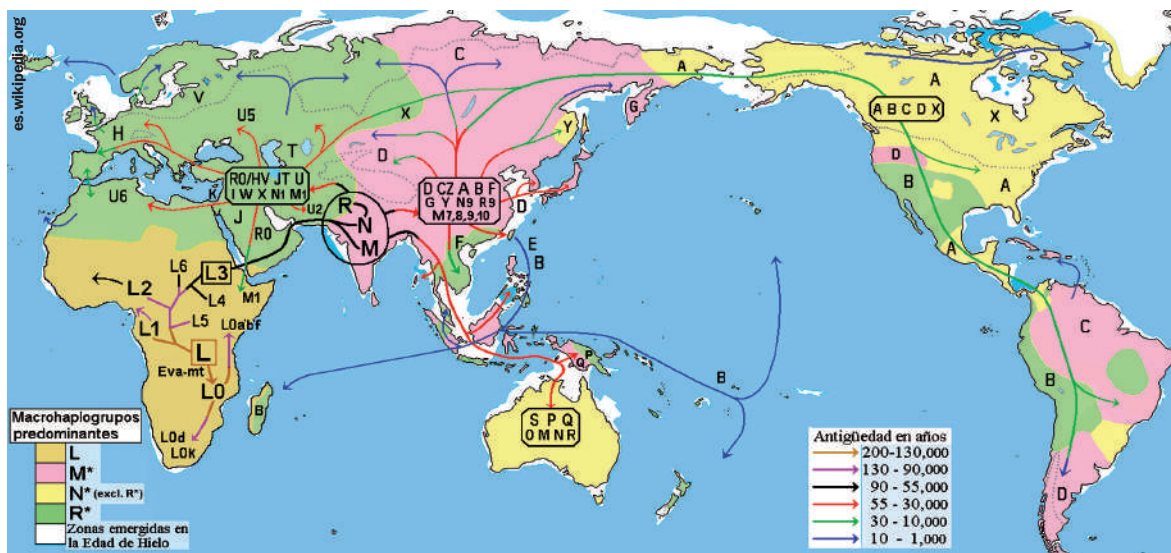 es.wikipedia.org
C
V
A
A
U5
X
G
A B C D X
X
H
T
Y
D
D
R0/HV JT U
I W X N1 M1
K
D CZ A B F
G Y N9 R9
M7,8,9,10
D
B
A
U6
J
U2
R
N
M
R0
F
E
B
A
L3
L6
L2
L4
M1
L1
L5
L0abf
L
Eva-mt
L0
C
Q
P
B
B
B
L0d
L0k
S P Q
O M N R
D
Macrohaplogrupos
predominantes
L
M*
N* (excl. R*)
R*
Zonas emergidas en
la Edad de Hielo
Antigüedad en años
200-130,000
130 - 90,000
90 - 55,000
55 - 30,000
30 - 10,000
10 - 1,000